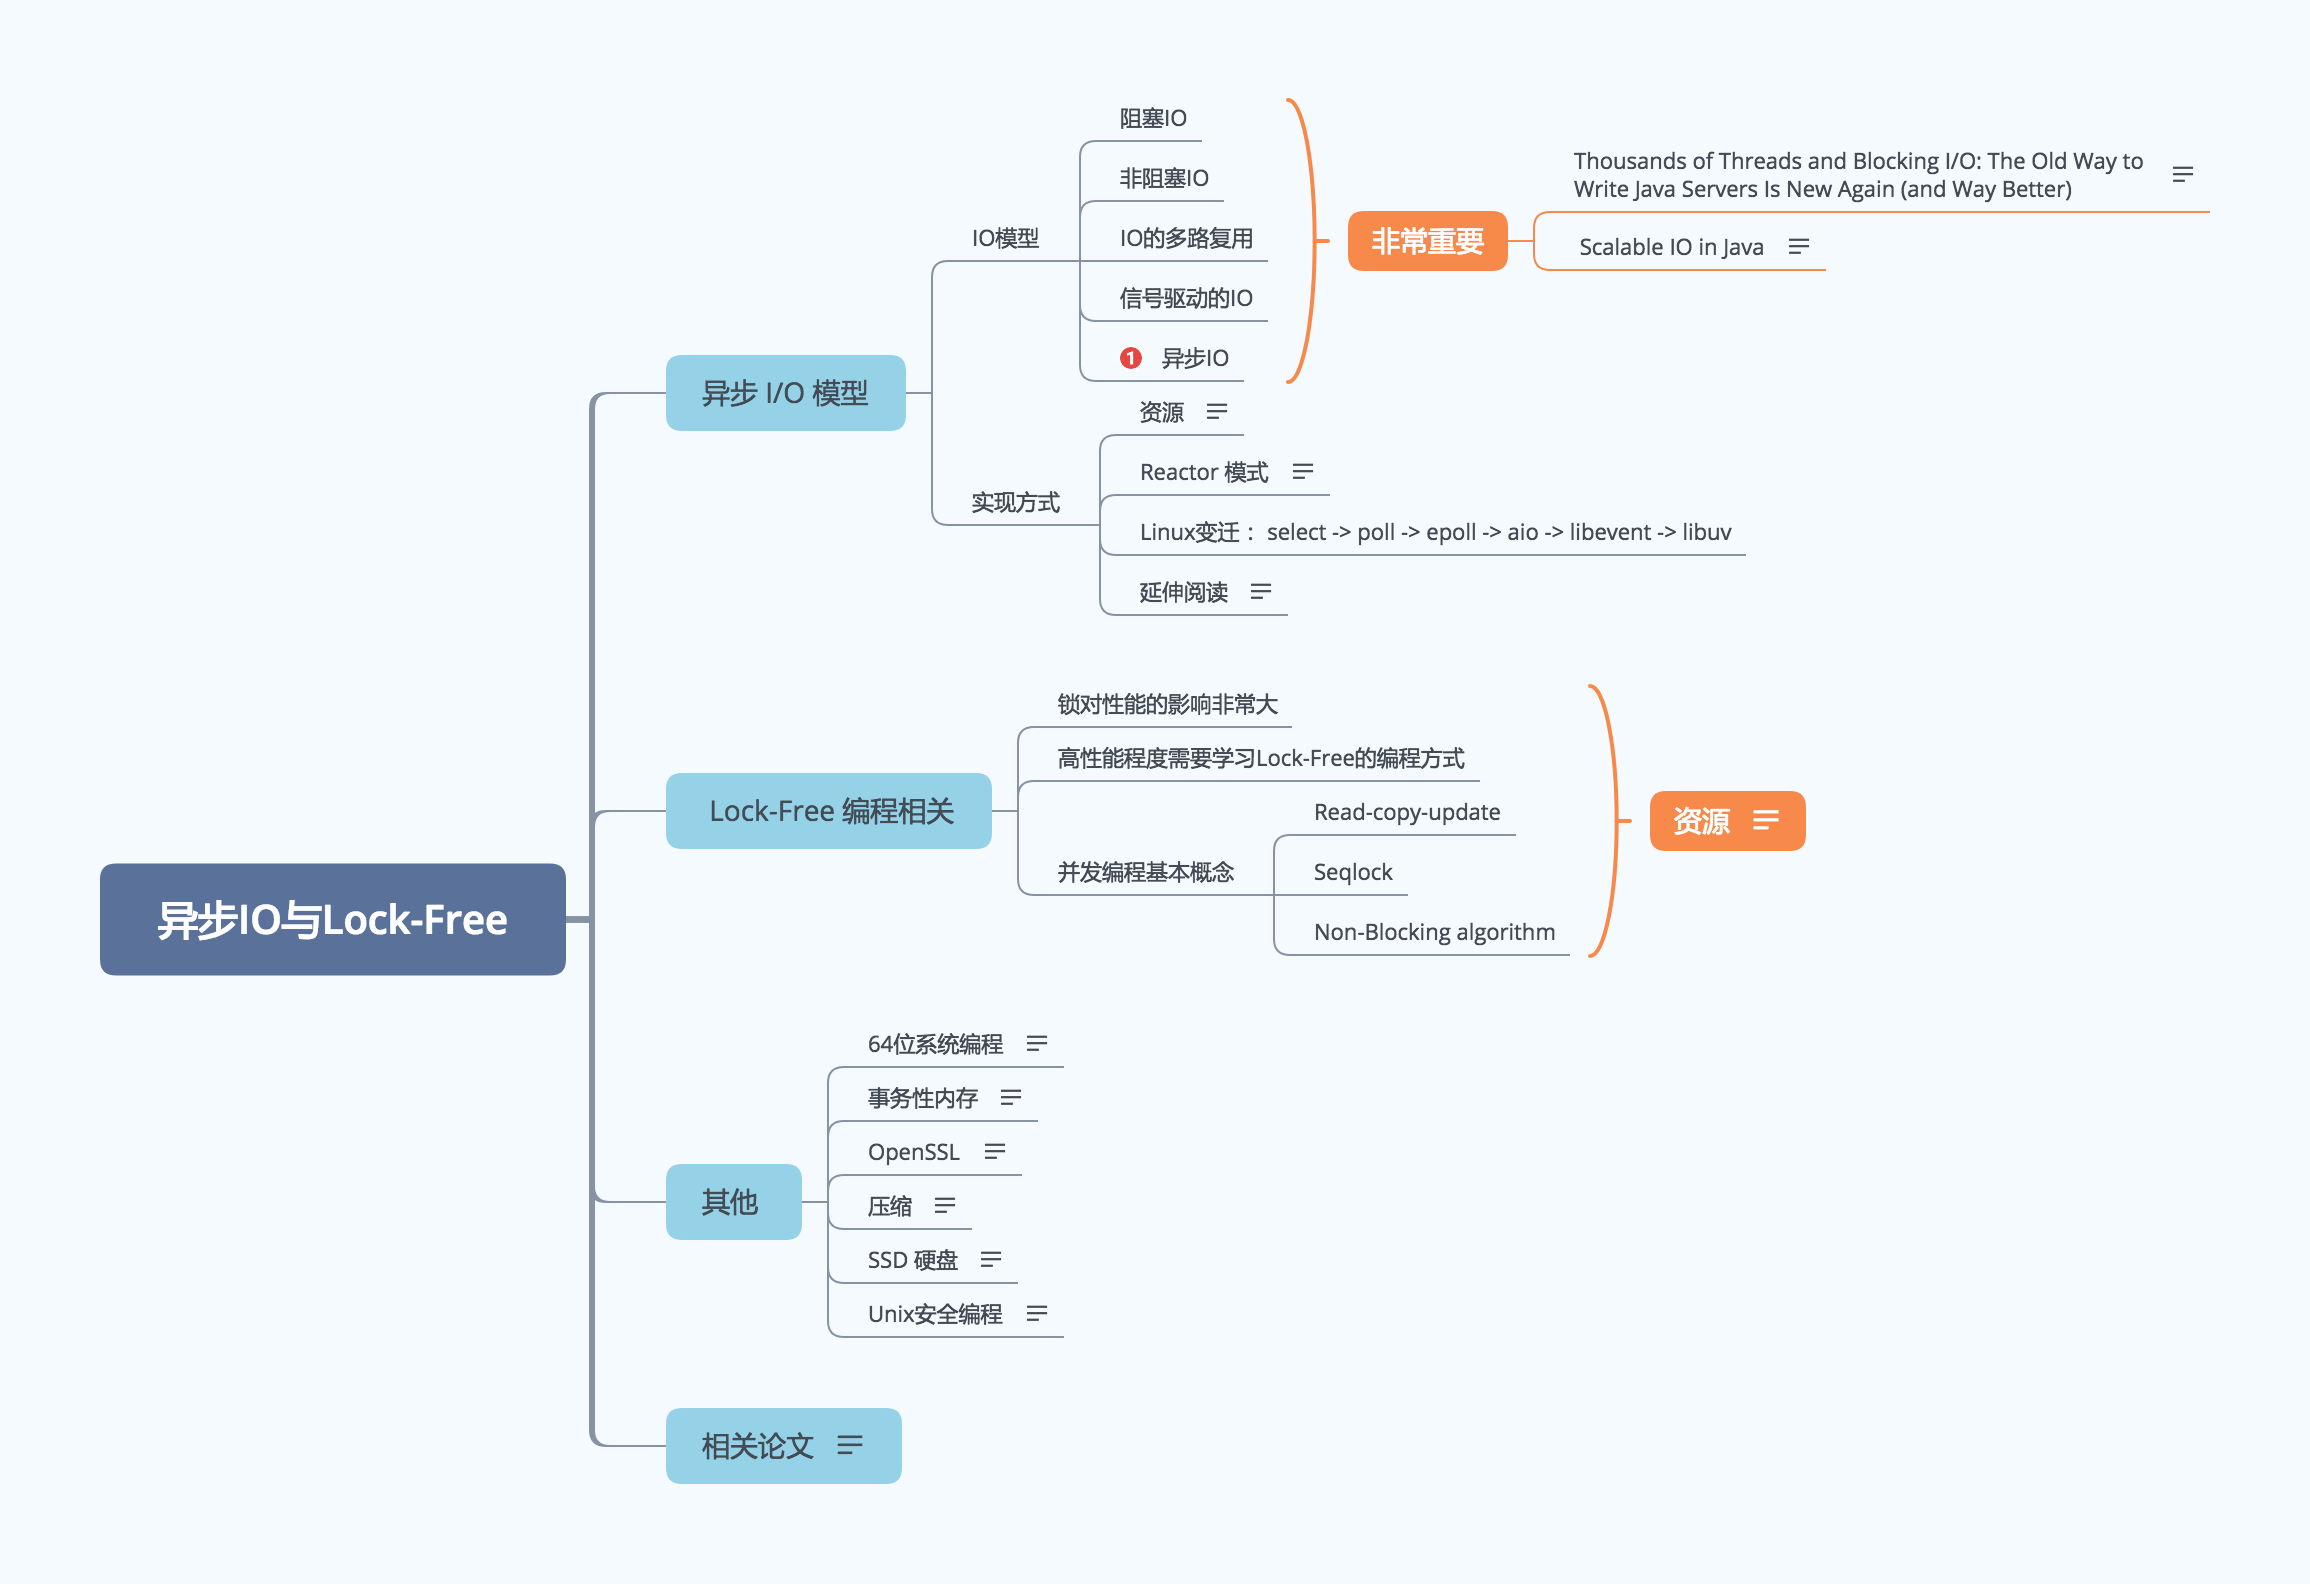 异步IO与Lock-Free
异步 I/O 模型
IO模型
阻塞IO
非阻塞IO
IO的多路复用
信号驱动的IO
1 异步IO
非常重要
Thousands of Threads and Blocking I/O: The Old Way to
Write Java Servers Is New Again (and Way Better)
Scalable IO in Java
实现方式
资源
Reactor 模式
Linux变迁： select -> poll -> epoll -> aio -> libevent -> libuv
延伸阅读
Lock-Free 编程相关
锁对性能的影响非常大
高性能程度需要学习Lock-Free的编程方式
并发编程基本概念
Read-copy-update
Seqlock
Non-Blocking algorithm
资源
其他
64位系统编程
事务性内存
OpenSSL
压缩
SSD 硬盘
Unix安全编程
相关论文